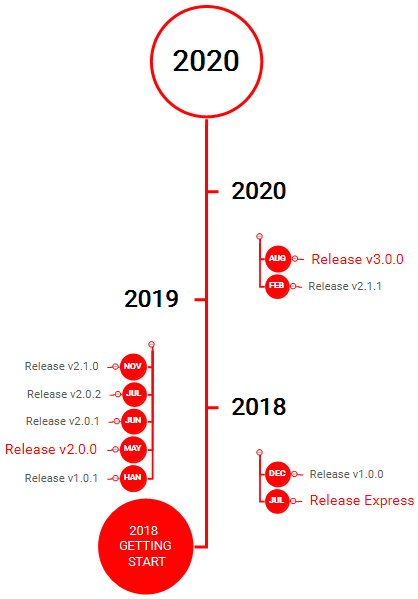 2020
2020
AUG Release v3.0.0
FEB Release v2.1.1
2019
Release v2.1.0 NOV
Release v2.0.2 JUL
Release v2.0.1 JUN
Release v2.0.0 MAY
Release v1.0.1 HAN
2018
DEC Release v1.0.0
JUL Release Express
2018
GETTING
START